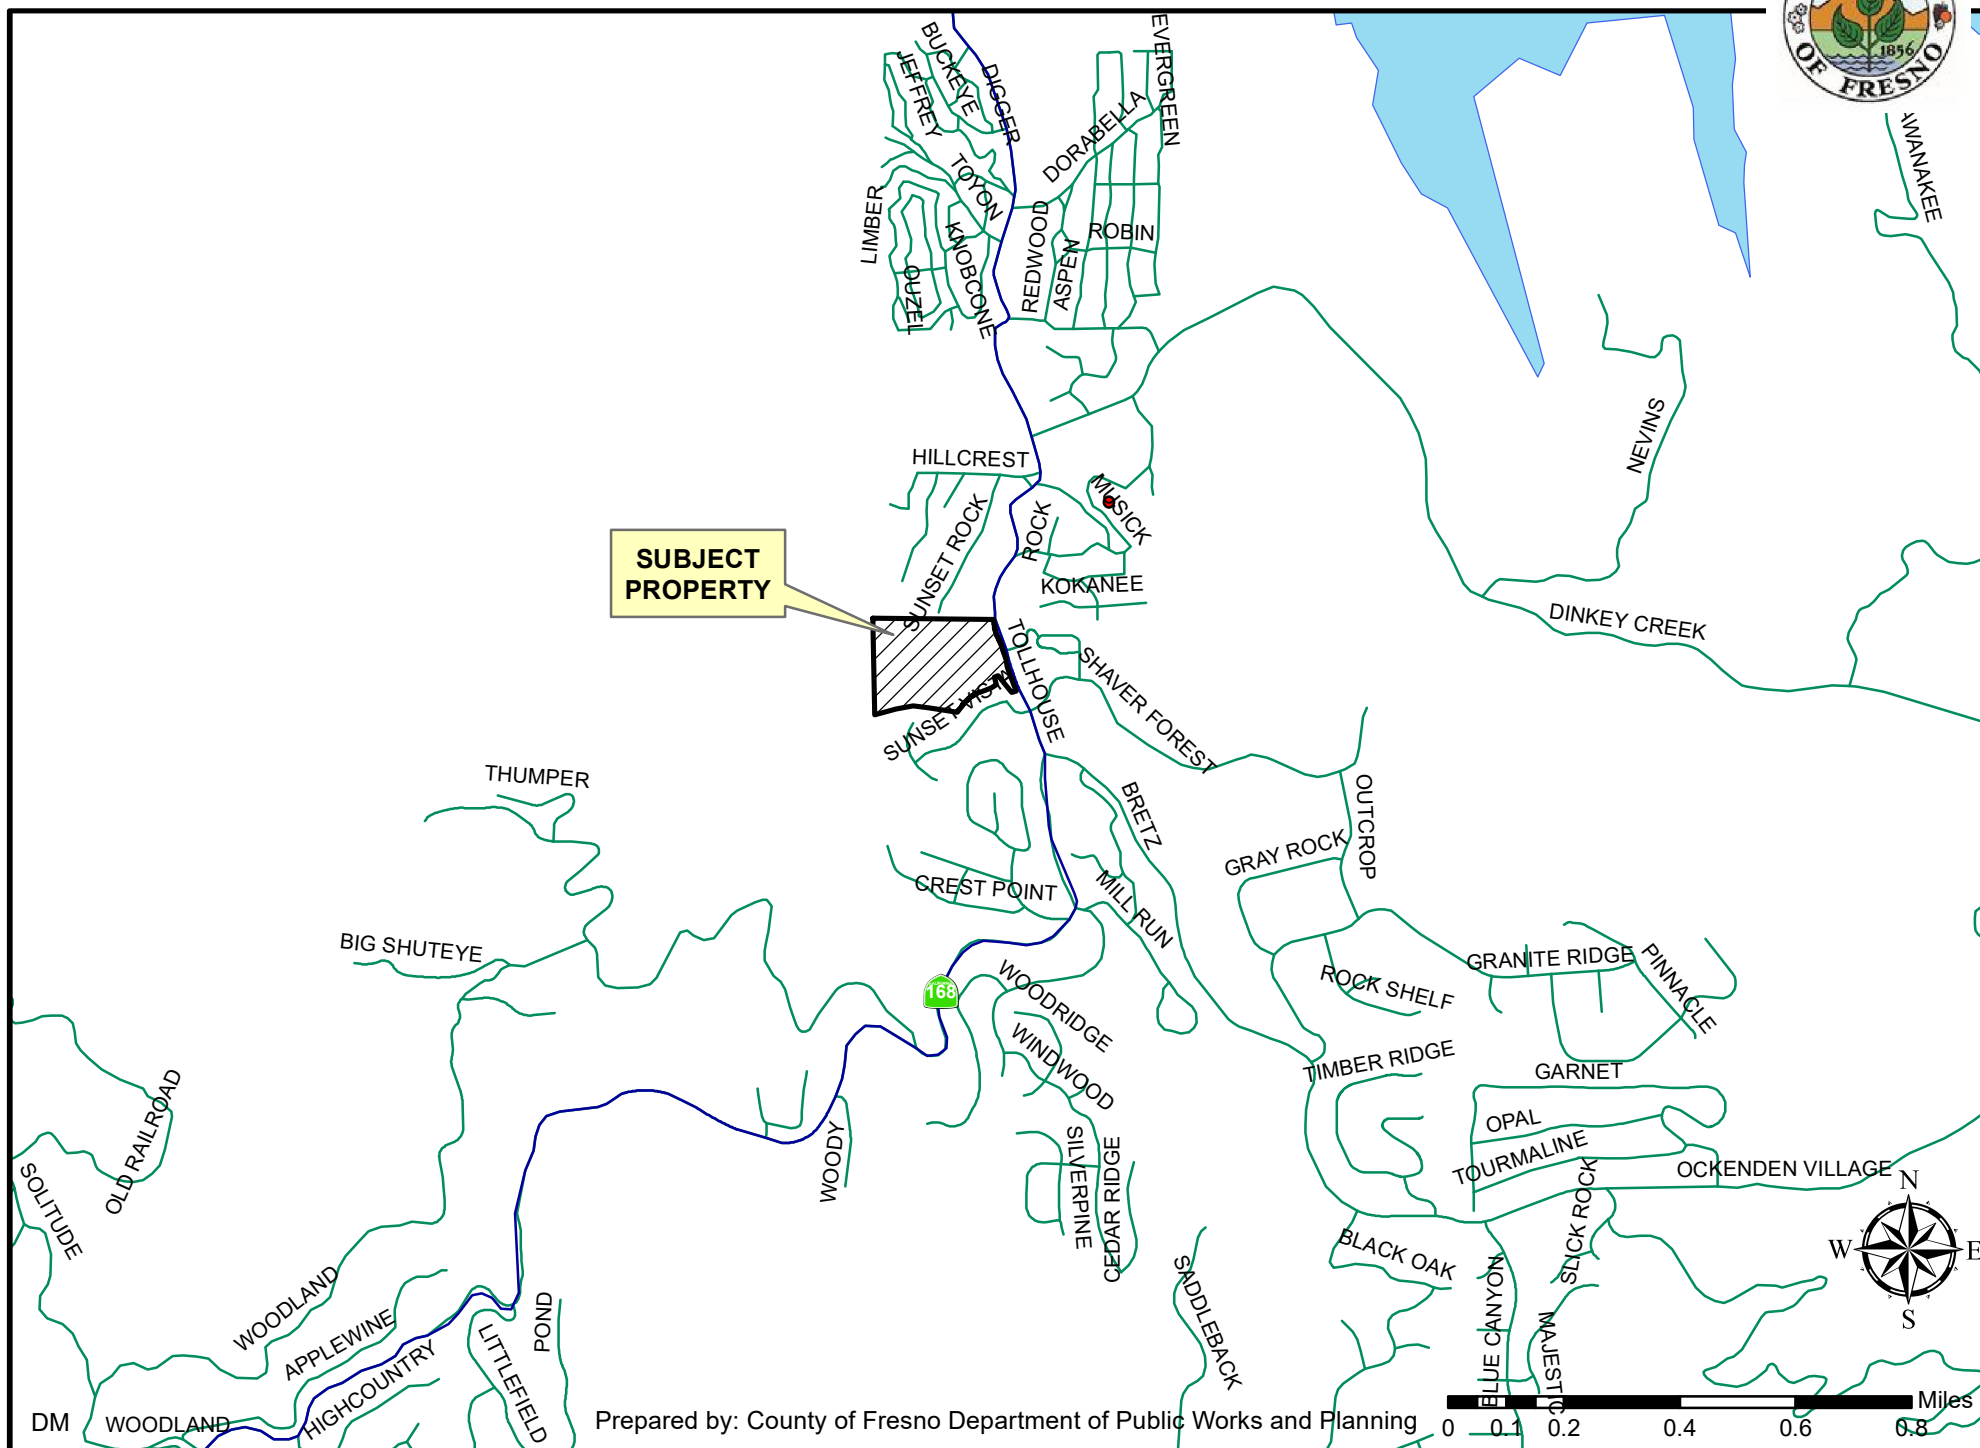 1856
OF FRESNO
BUCKEYE
JEFFREY
DIGGER
EVERGREEN
DORABELLA
TOYON
LIMBER
KNOBCONE
OUZEL
REDWOOD
ASPEN
ROBIN
AWANAKEE
NEVINS
HILLCREST
SUNSET ROCK
ROCK
MUSICK
KOKANEE
SUBJECT
PROPERTY
DINKEY CREEK
TOLLHOUSE
SHAVER FOREST
SUNSET VISTA
THUMPER
BRETZ
OUTCROP
GRAY ROCK
CREST POINT
MILL RUN
BIG SHUTEYE
GRANITE RIDGE
PINNACLE
ROCK SHELF
168
WOODRIDGE
WINDWOOD
TIMBER RIDGE
GARNET
OPAL
TOURMALINE
OCKENDEN VILLAGE
OLD RAILROAD
SOLITUDE
WOODY
SILVERPINE
CEDAR RIDGE
SLICK ROCK
BLACK OAK
BLUE CANYON
MAJESTIC
SADDLEBACK
N
W
E
S
WOODLAND
APPLEWINE
HIGHCOUNTRY
LITTLEFIELD
POND
DM
WOODLAND
Prepared by: County of Fresno Department of Public Works and Planning
Miles
0 0.1 0.2 0.4 0.6 0.8